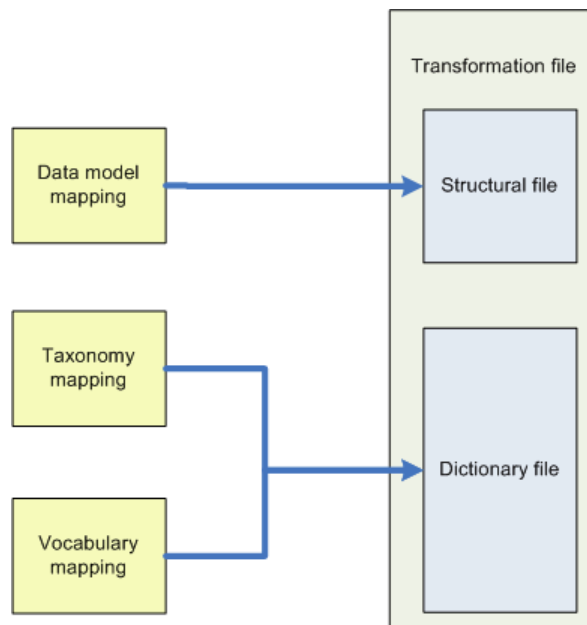 Transformation file
Data model
mapping
Structural file
Taxonomy
mapping
Dictionary file
Vocabulary
mapping